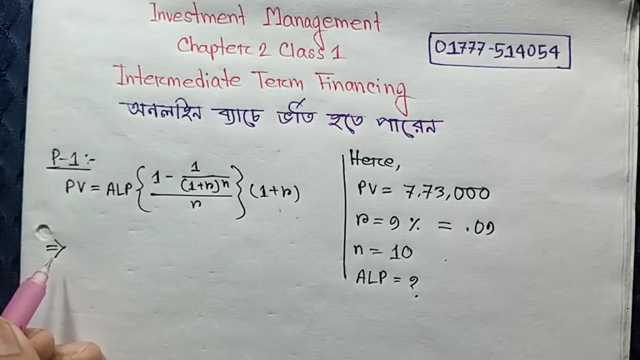 Investment Management
Chapter 2 Class 1
01777-514054
Intermediate Term Financing
অনলাইন ব্যাচে ভর্তি হতে পারেন
P-1:-
PV = ALP { (1 - 1/(1+r)^n) / r } (1+r)
⇒
Here,
PV = 7,73,000
r = 9 % = .09
n = 10
ALP = ?